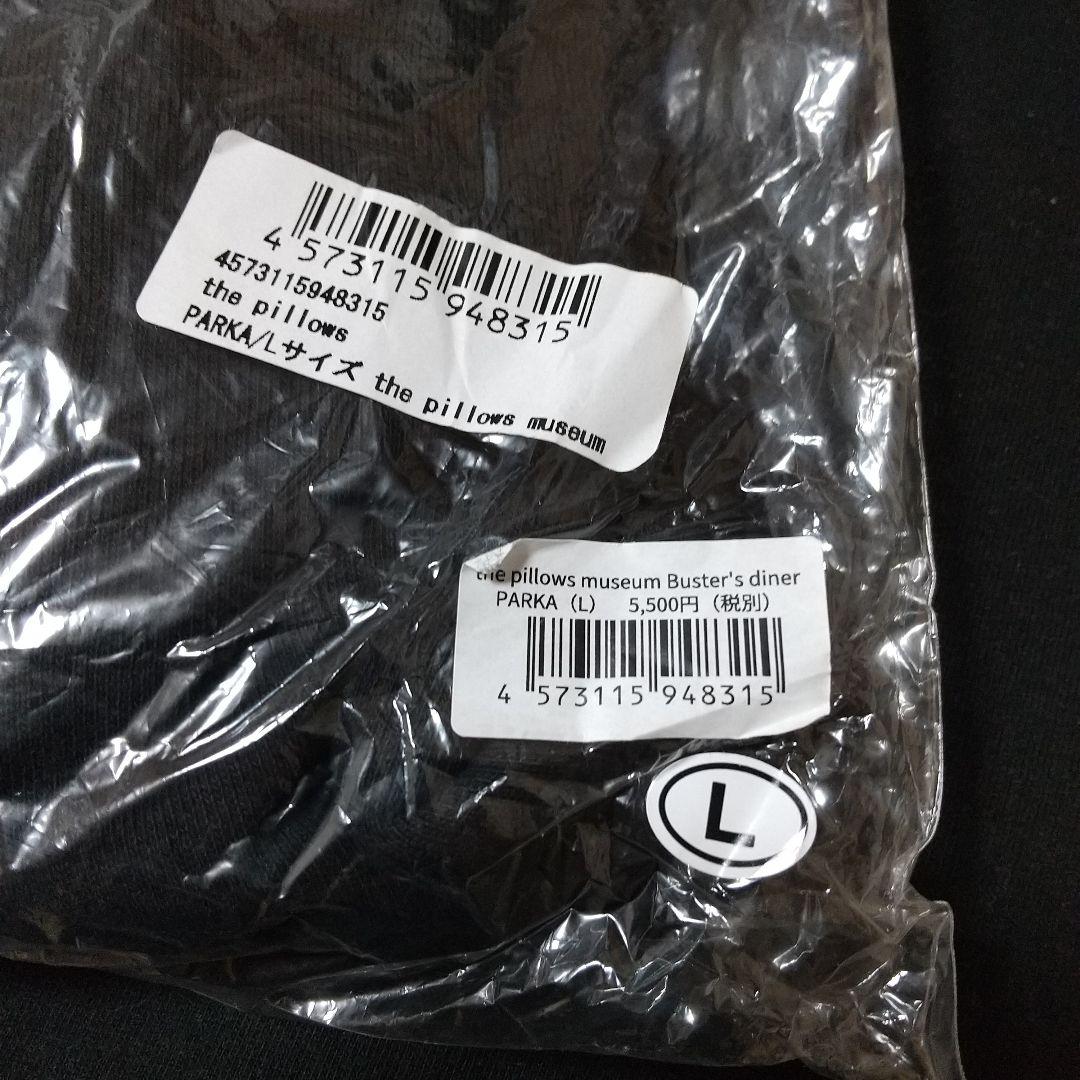 4 573115 948315
4573115948315
the pillows
PARKA/Lサイズ the pillows museum
the pillows museum Buster's diner
PARKA（L） 5,500円（税別）
4 573115 948315
L